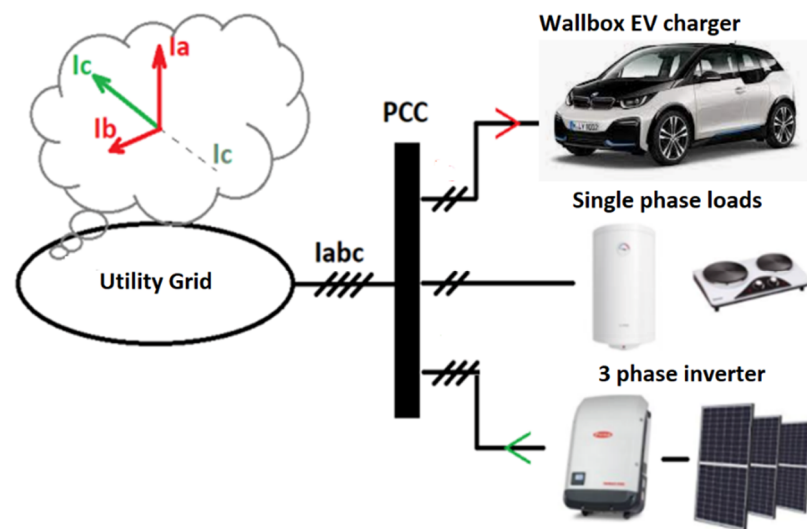 Wallbox EV charger
Ia
Ic
Ib
Ic
PCC
Single phase loads
Iabc
Utility Grid
3 phase inverter